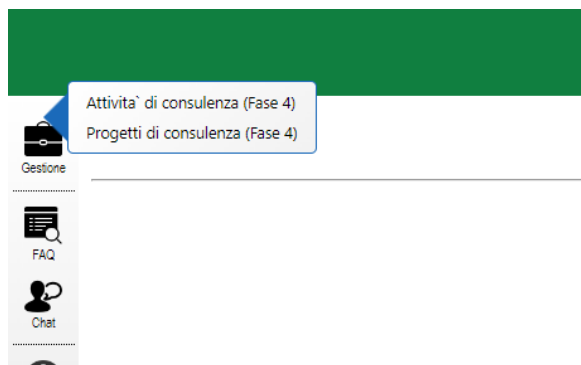 Attivita` di consulenza (Fase 4)
Progetti di consulenza (Fase 4)
Gestione
FAQ
Chat